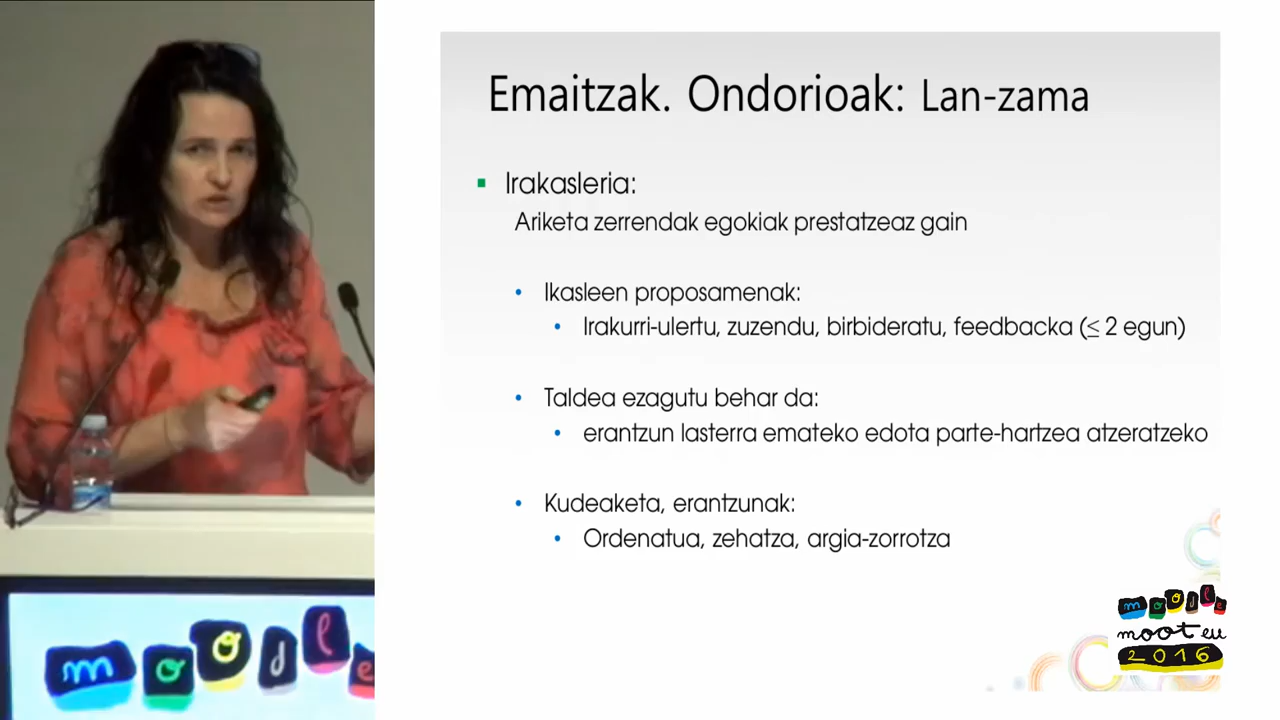 Emaitzak. Ondorioak: Lan-zama
Irakasleria:
Ariketa zerrendak egokiak prestatzeaz gain
Ikasleen proposamenak:
Irakurri-ulertu, zuzendu, birbideratu, feedbacka (≤ 2 egun)
Taldea ezagutu behar da:
erantzun lasterra emateko edota parte-hartzea atzeratzeko
Kudeaketa, erantzunak:
Ordenatua, zehatza, argia-zorrotza
moodle
moodle
moot eu
2016